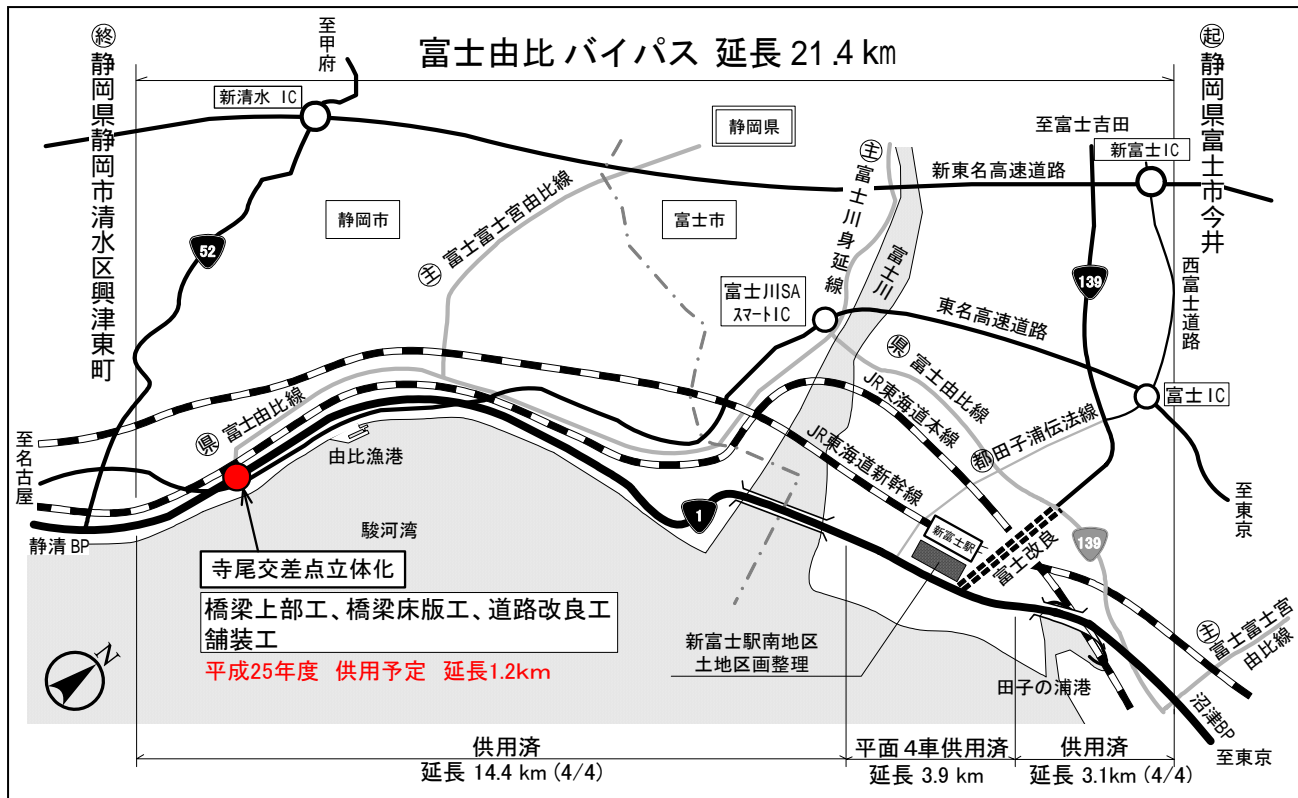 富士由比 バイパス 延長 21.4 km
終 静岡県静岡市清水区興津東町
起 静岡県富士市今井
至甲府
新清水 IC
静岡県
至富士吉田
新富士IC
新東名高速道路
主 富士川身延線
静岡市
富士市
主 富士富士宮由比線
52
富士川
139
西富士道路
富士川SA
スマートIC
東名高速道路
県 富士由比線
JR東海道本線
富士IC
県 富士由比線
都 田子浦伝法線
JR東海道新幹線
至名古屋
由比漁港
至東京
1
駿河湾
静清 BP
新富士駅
富士改良
139
寺尾交差点立体化
橋梁上部工、橋梁床版工、道路改良工
舗装工
平成25年度 供用予定 延長1.2km
新富士駅南地区
土地区画整理
主 富士富士宮
由比線
N
田子の浦港
沼津BP
至東京
供用済
延長 14.4 km (4/4)
平面 4車供用済
延長 3.9 km
供用済
延長 3.1km (4/4)